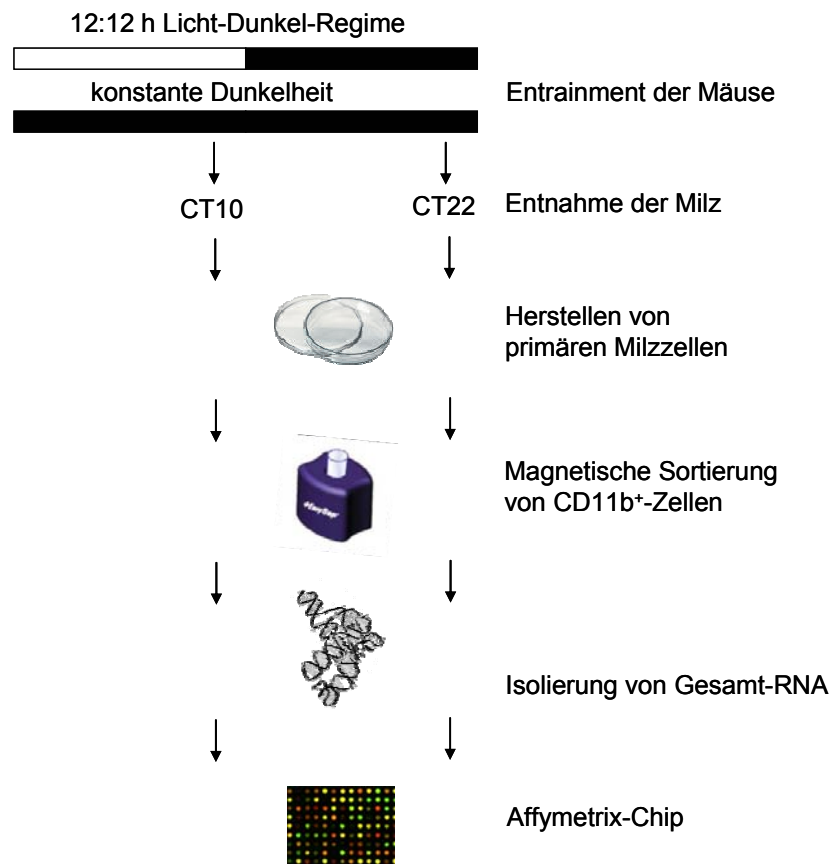 12:12 h Licht-Dunkel-Regime
konstante Dunkelheit
Entrainment der Mäuse
CT10
CT22
Entnahme der Milz
Herstellen von
primären Milzzellen
Magnetische Sortierung
von CD11b⁺-Zellen
EasySep
Isolierung von Gesamt-RNA
Affymetrix-Chip